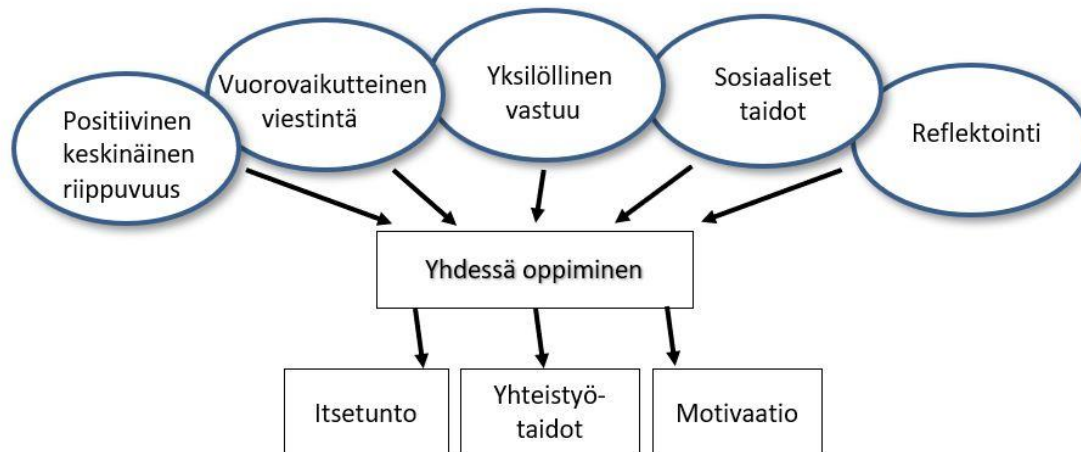 Positiivinen
keskinäinen
riippuvuus
Vuorovaikutteinen
viestintä
Yksilöllinen
vastuu
Sosiaaliset
taidot
Reflektointi
Yhdessä oppiminen
Itsetunto
Yhteistyö-
taidot
Motivaatio